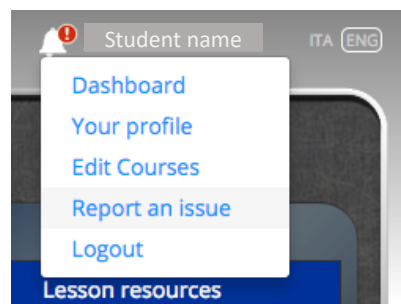 ! Student name ITA ENG
Dashboard
Your profile
Edit Courses
Report an issue
Logout
Lesson resources